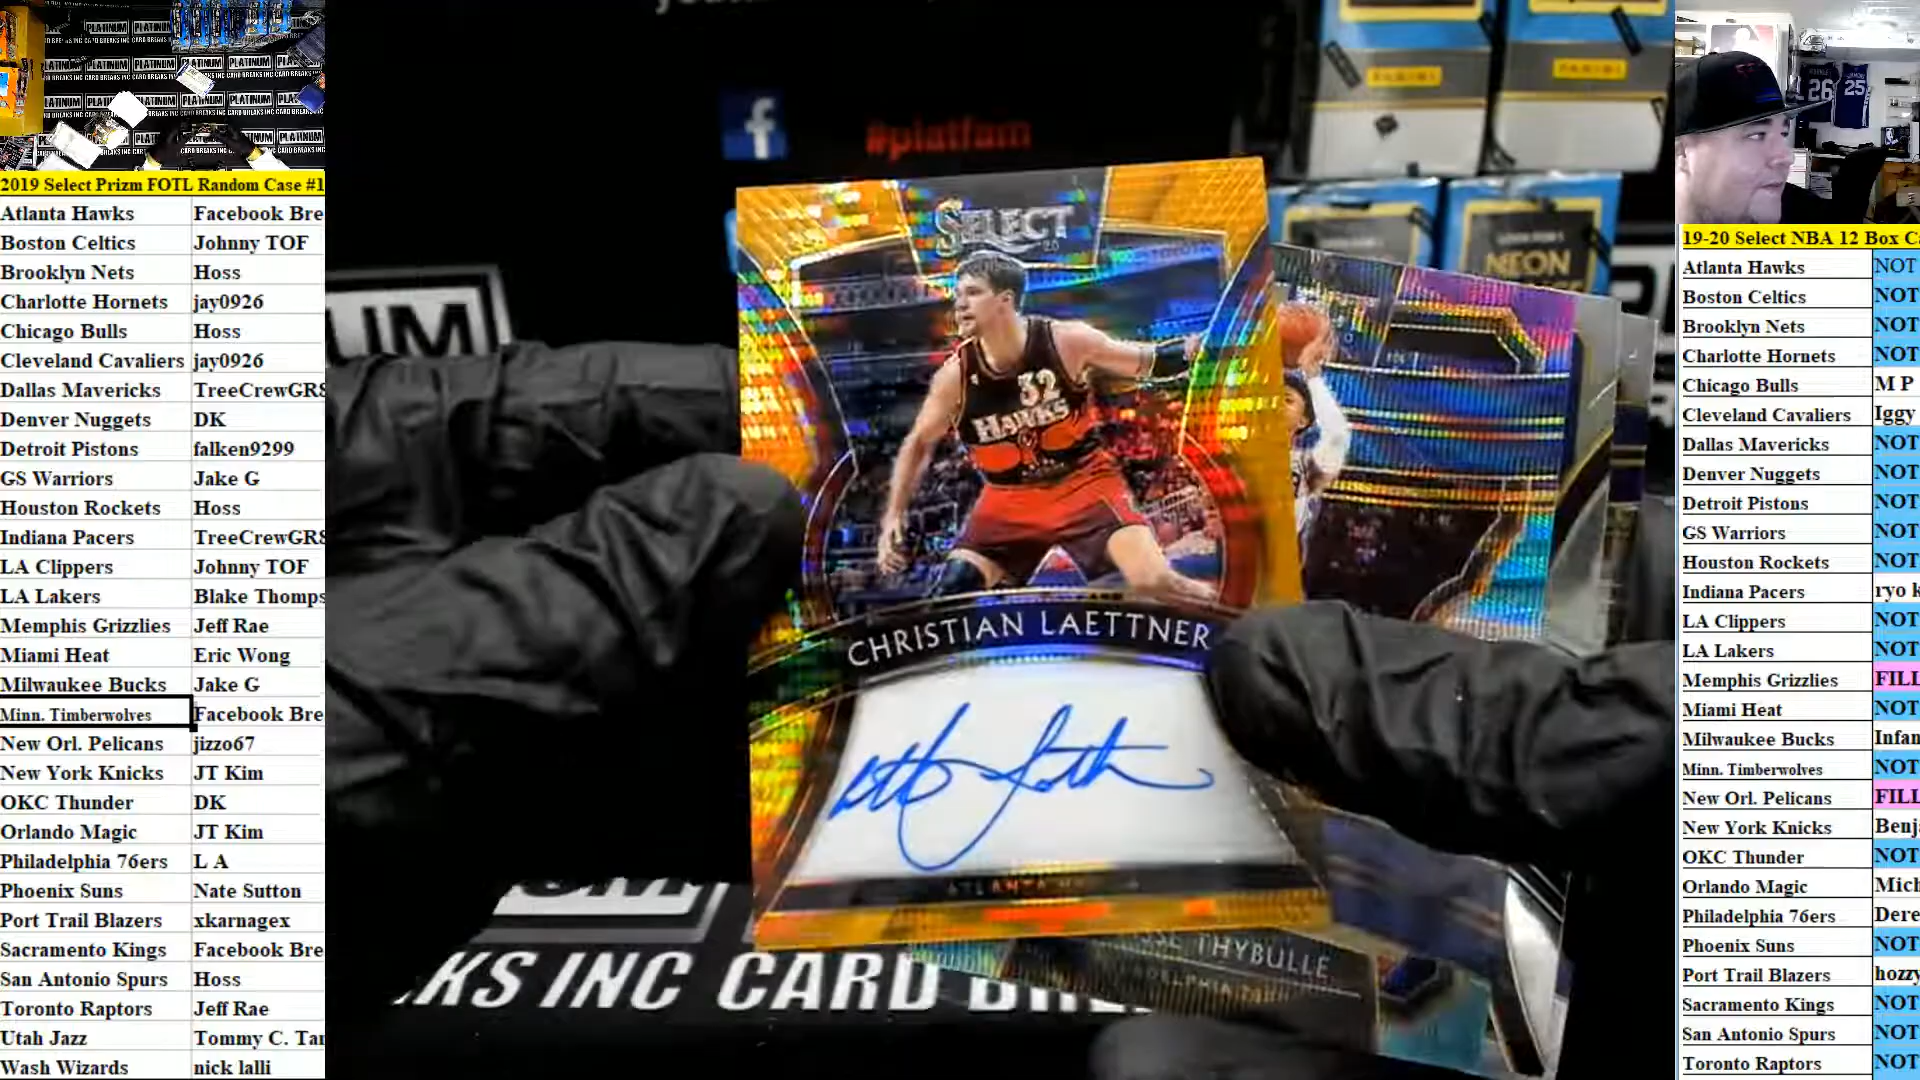 2019 Select Prizm FOTL Random Case #1
Atlanta Hawks Facebook Bre
Boston Celtics Johnny TOF
Brooklyn Nets Hoss
Charlotte Hornets jay0926
Chicago Bulls Hoss
Cleveland Cavaliers jay0926
Dallas Mavericks TreeCrewGRS
Denver Nuggets DK
Detroit Pistons falken9299
GS Warriors Jake G
Houston Rockets Hoss
Indiana Pacers TreeCrewGRS
LA Clippers Johnny TOF
LA Lakers Blake Thomps
Memphis Grizzlies Jeff Rae
Miami Heat Eric Wong
Milwaukee Bucks Jake G
Minn. Timberwolves Facebook Bre
New Orl. Pelicans jizzo67
New York Knicks JT Kim
OKC Thunder DK
Orlando Magic JT Kim
Philadelphia 76ers L A
Phoenix Suns Nate Sutton
Port Trail Blazers xkarnagex
Sacramento Kings Facebook Bre
San Antonio Spurs Hoss
Toronto Raptors Jeff Rae
Utah Jazz Tommy C. Tan
Wash Wizards nick lalli
#platfam
PANINI
PANINI
NEON
SELECT
32
HAWKS
CHRISTIAN LAETTNER
ATLANTA
THYBULLE
UM
KS INC CARD
26
25
19-20 Select NBA 12 Box Ca
Atlanta Hawks NOT
Boston Celtics NOT
Brooklyn Nets NOT
Charlotte Hornets NOT
Chicago Bulls M P
Cleveland Cavaliers Iggy
Dallas Mavericks NOT
Denver Nuggets NOT
Detroit Pistons NOT
GS Warriors NOT
Houston Rockets NOT
Indiana Pacers ryo k
LA Clippers NOT
LA Lakers NOT
Memphis Grizzlies FILL
Miami Heat NOT
Milwaukee Bucks Infan
Minn. Timberwolves NOT
New Orl. Pelicans FILL
New York Knicks Benj
OKC Thunder NOT
Orlando Magic Mich
Philadelphia 76ers Dere
Phoenix Suns NOT
Port Trail Blazers hozzy
Sacramento Kings NOT
San Antonio Spurs NOT
Toronto Raptors NOT